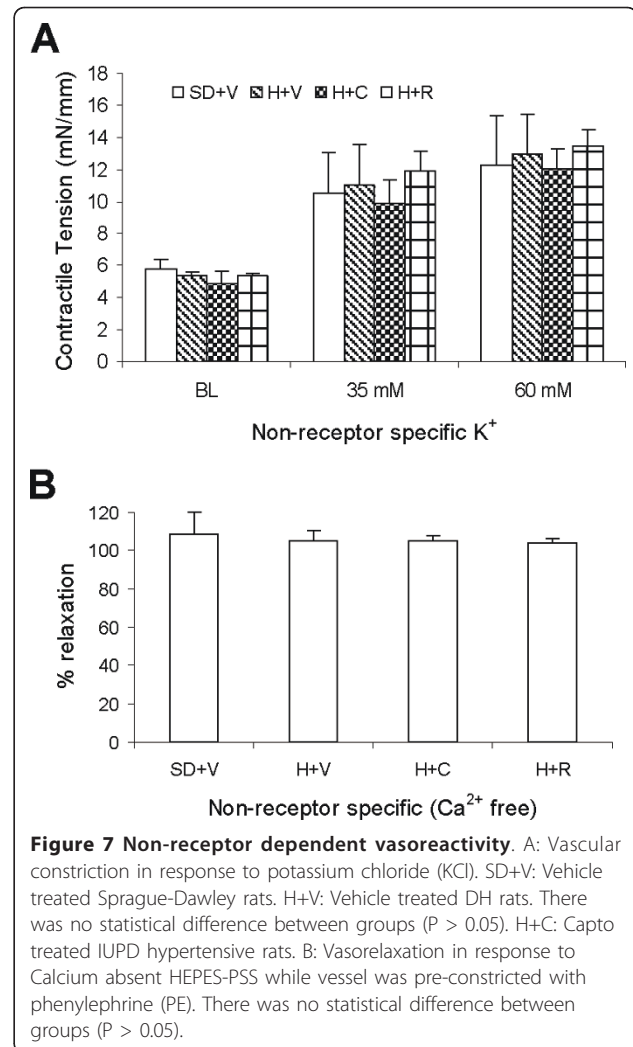 A
18
16
14
12
10
8
6
4
2
0
Contractile Tension (mN/mm)
SD+V H+V H+C H+R
BL 35 mM 60 mM
Non-receptor specific K⁺
B
120
100
80
60
40
20
0
% relaxation
SD+V H+V H+C H+R
Non-receptor specific (Ca²⁺ free)
Figure 7 Non-receptor dependent vasoreactivity. A: Vascular
constriction in response to potassium chloride (KCl). SD+V: Vehicle
treated Sprague-Dawley rats. H+V: Vehicle treated DH rats. There
was no statistical difference between groups (P > 0.05). H+C: Capto
treated IUPD hypertensive rats. B: Vasorelaxation in response to
Calcium absent HEPES-PSS while vessel was pre-constricted with
phenylephrine (PE). There was no statistical difference between
groups (P > 0.05).